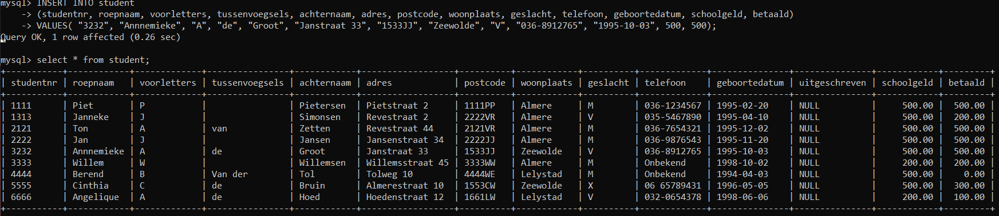 mysql> INSERT INTO student
    -> (studentnr, roepnaam, voorletters, tussenvoegsels, achternaam, adres, postcode, woonplaats, geslacht, telefoon, geboortedatum, schoolgeld, betaald)
    -> VALUES( "3232", "Annnemieke", "A", "de", "Groot", "Janstraat 33", "1533JJ", "Zeewolde", "V", "036-8912765", "1995-10-03", 500, 500);
Query OK, 1 row affected (0.26 sec)

mysql> select * from student;
+-----------+------------+-------------+----------------+------------+------------------+----------+------------+----------+-------------+---------------+---------------+------------+---------+
| studentnr | roepnaam   | voorletters | tussenvoegsels | achternaam | adres            | postcode | woonplaats | geslacht | telefoon    | geboortedatum | uitgeschreven | schoolgeld | betaald |
+-----------+------------+-------------+----------------+------------+------------------+----------+------------+----------+-------------+---------------+---------------+------------+---------+
| 1111      | Piet       | P           |                | Pietersen  | Pietstraat 2     | 1111PP   | Almere     | M        | 036-1234567 | 1995-02-20    | NULL          |     500.00 |  500.00 |
| 1313      | Janneke    | J           |                | Simonsen   | Revestraat 2     | 2222VR   | Almere     | V        | 035-5467890 | 1995-04-10    | NULL          |     500.00 |  200.00 |
| 2121      | Ton        | A           | van            | Zetten     | Revestraat 44    | 2121VR   | Almere     | M        | 036-7654321 | 1995-12-02    | NULL          |     500.00 |  500.00 |
| 2222      | Jan        | J           |                | Jansen     | Jansenstraat 34  | 2222JJ   | Almere     | M        | 036-9876543 | 1995-11-20    | NULL          |     500.00 |  500.00 |
| 3232      | Annnemieke | A           | de             | Groot      | Janstraat 33     | 1533JJ   | Zeewolde   | V        | 036-8912765 | 1995-10-03    | NULL          |     500.00 |  500.00 |
| 3333      | Willem     | W           |                | Willemsen  | Willemsstraat 45 | 3333WW   | Almere     | M        | Onbekend    | 1998-10-02    | NULL          |     200.00 |  200.00 |
| 4444      | Berend     | B           | Van der        | Tol        | Tolweg 10        | 4444WE   | Lelystad   | M        | Onbekend    | 1994-04-03    | NULL          |     500.00 |    0.00 |
| 5555      | Cinthia    | C           | de             | Bruin      | Almerestraat 10  | 1553CW   | Zeewolde   | X        | 06 65789431 | 1996-05-05    | NULL          |     500.00 |  300.00 |
| 6666      | Angelique  | A           | de             | Hoed       | Hoedenstraat 12  | 1661LW   | Lelystad   | V        | 032-0654378 | 1998-06-06    | NULL          |     200.00 |  100.00 |
+-----------+------------+-------------+----------------+------------+------------------+----------+------------+----------+-------------+---------------+---------------+------------+---------+